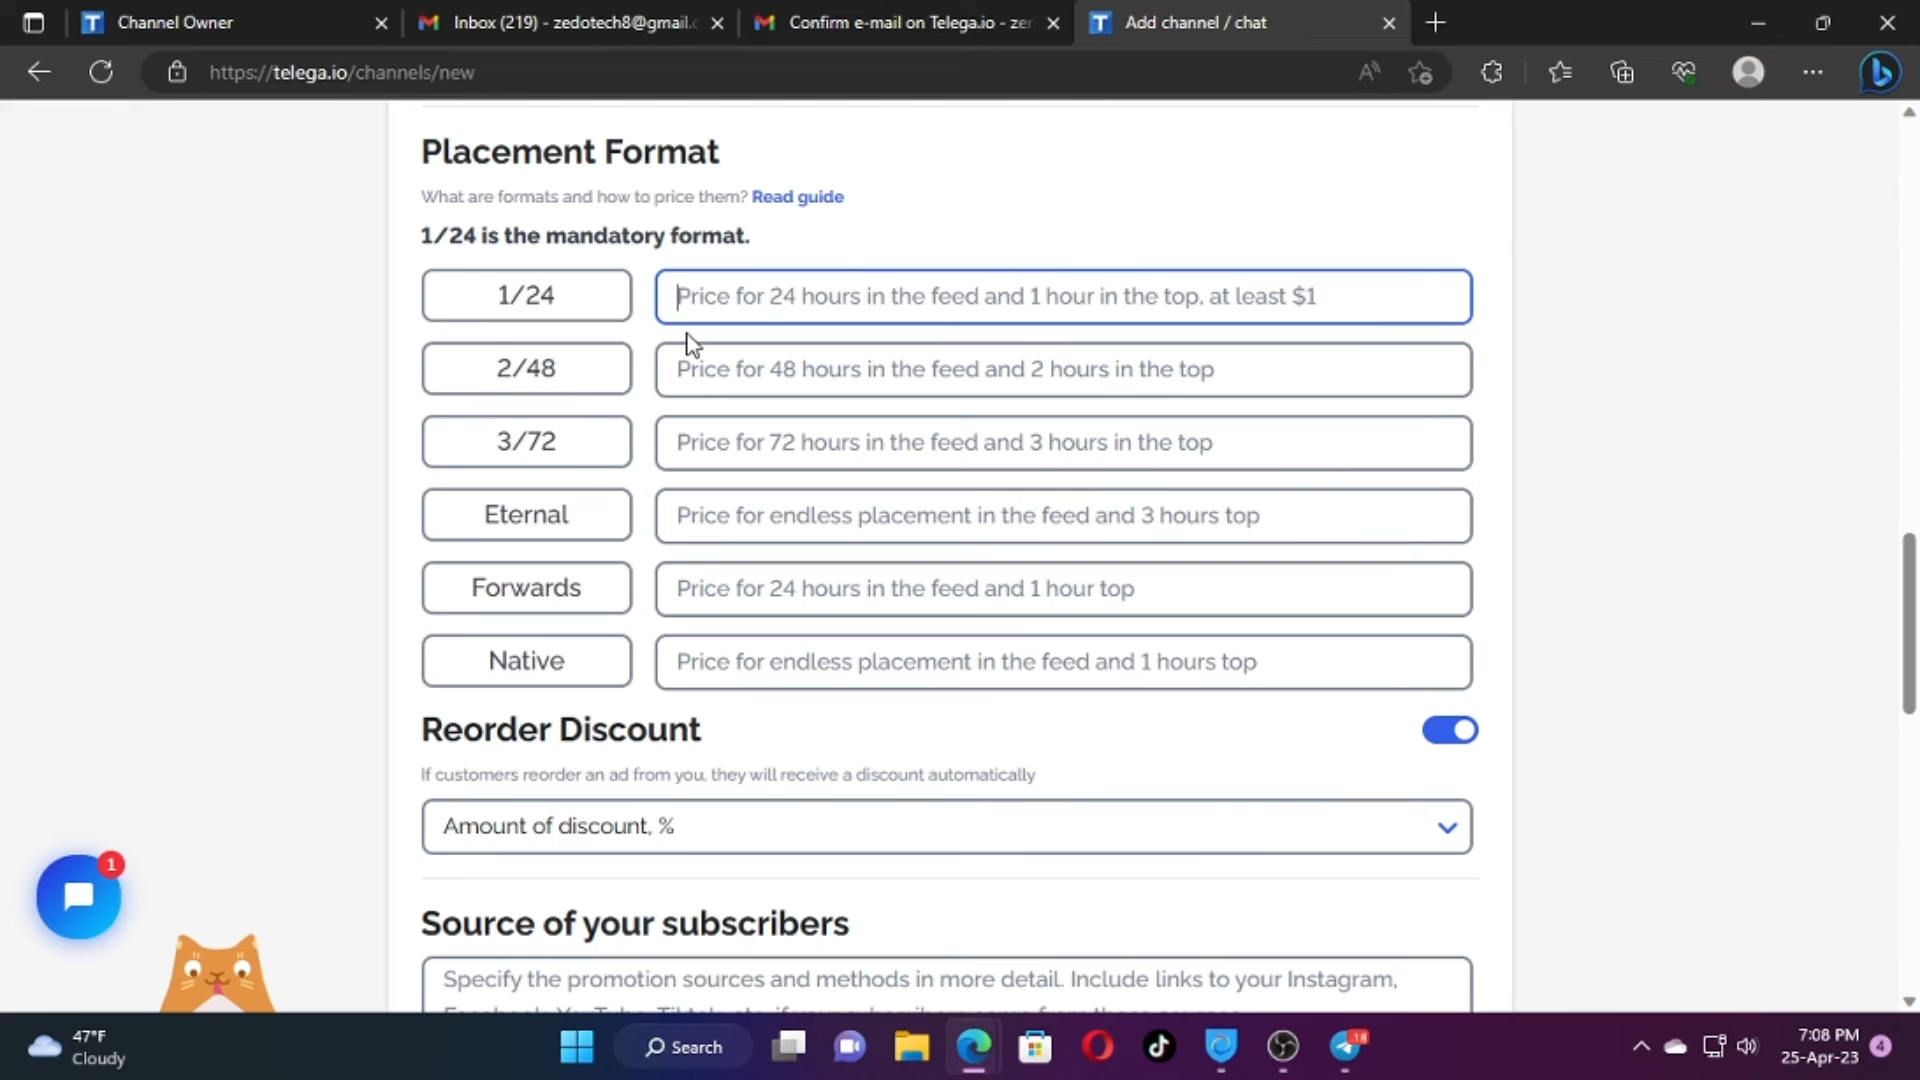 Channel Owner
Inbox (219) - zedotech8@gmail.c
Confirm e-mail on Telega.io - zer
Add channel / chat
https://telega.io/channels/new
Placement Format
What are formats and how to price them? Read guide
1/24 is the mandatory format.
1/24
Price for 24 hours in the feed and 1 hour in the top, at least $1
2/48
Price for 48 hours in the feed and 2 hours in the top
3/72
Price for 72 hours in the feed and 3 hours in the top
Eternal
Price for endless placement in the feed and 3 hours top
Forwards
Price for 24 hours in the feed and 1 hour top
Native
Price for endless placement in the feed and 1 hours top
Reorder Discount
If customers reorder an ad from you, they will receive a discount automatically
Amount of discount, %
1
Source of your subscribers
Specify the promotion sources and methods in more detail. Include links to your Instagram,
47°F
Cloudy
Search
18
7:08 PM
25-Apr-23
4